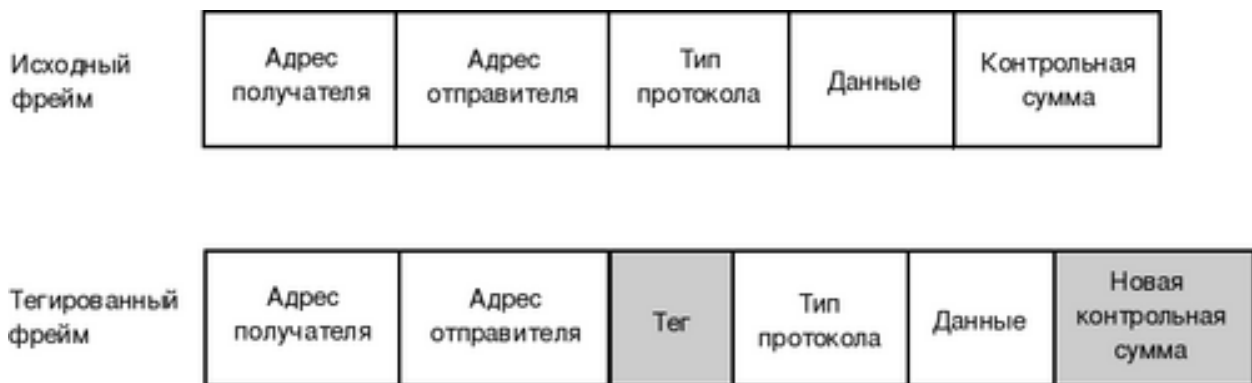 Исходный
фрейм
Адрес
получателя
Адрес
отправителя
Тип
протокола
Данные
Контрольная
сумма
Тегированный
фрейм
Адрес
получателя
Адрес
отправителя
Тег
Тип
протокола
Данные
Новая
контрольная
сумма